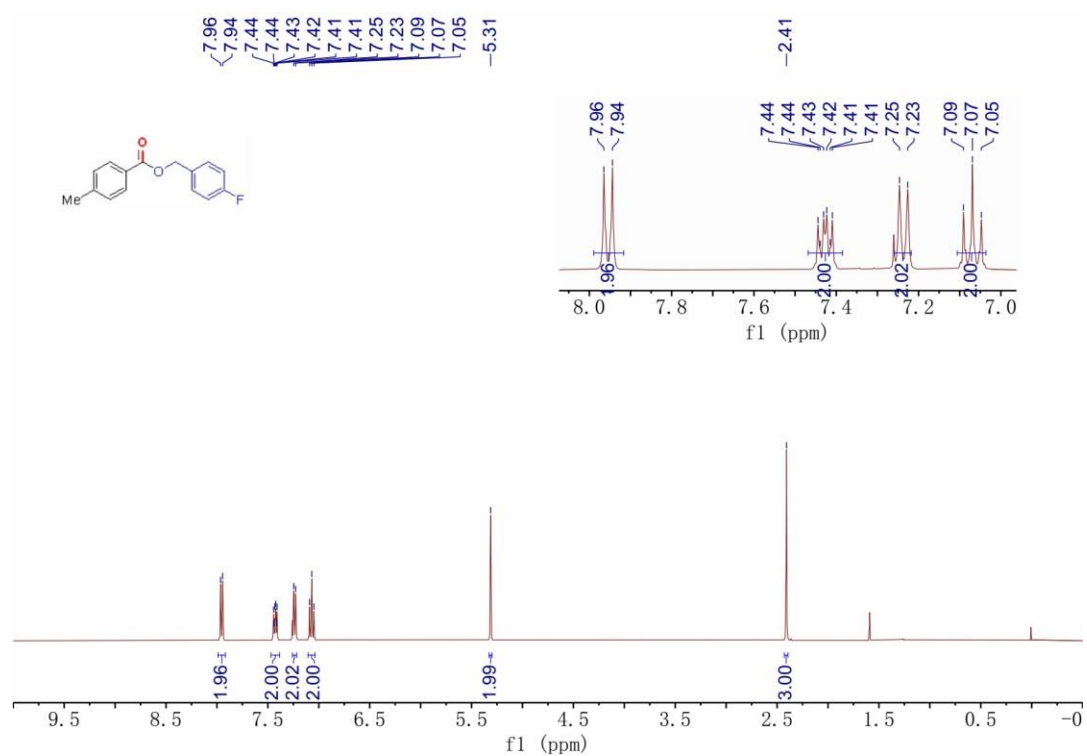 7.96 7.94 7.44 7.44 7.43 7.42 7.41 7.41 7.25 7.23 7.09 7.07 7.05 5.31 2.41
O
O
Me
F
7.96 7.94 7.44 7.44 7.43 7.42 7.41 7.41 7.25 7.23 7.09 7.07 7.05
1.96 2.00 2.02 2.00
8.0 7.8 7.6 7.4 7.2 7.0
f1 (ppm)
1.96 2.00 2.02 2.00 1.99 3.00
9.5 8.5 7.5 6.5 5.5 4.5 3.5 2.5 1.5 0.5 -0
f1 (ppm)